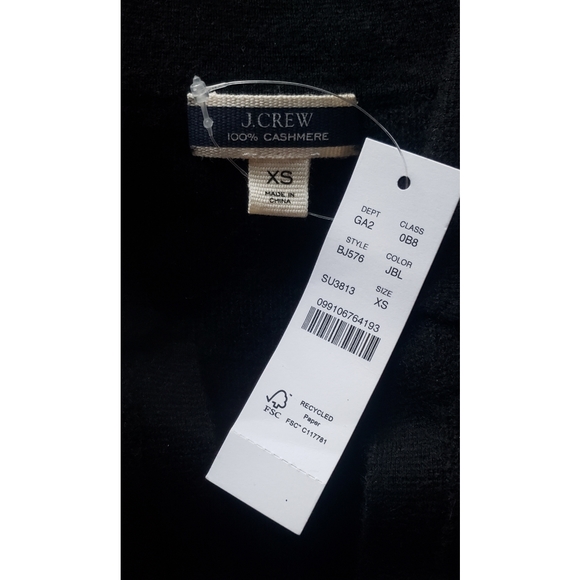 J.CREW
100% CASHMERE
XS
MADE IN
CHINA
DEPT CLASS
GA2 0B8
STYLE COLOR
BJ576 JBL
SIZE
SU3813 XS
099106764193
FSC
RECYCLED
Paper
FSC® C117781